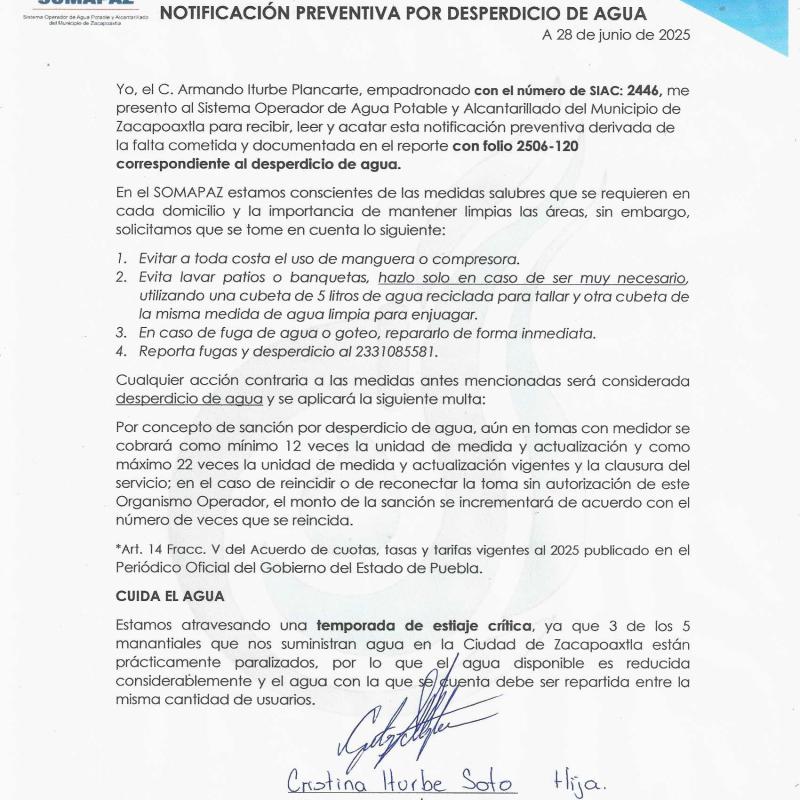 SOMAPAZ
Sistema Operador de Agua Potable y Alcantarillado
del Municipio de Zacapoaxtla
NOTIFICACIÓN PREVENTIVA POR DESPERDICIO DE AGUA
A 28 de junio de 2025
Yo, el C. Armando Iturbe Plancarte, empadronado con el número de SIAC: 2446, me
presento al Sistema Operador de Agua Potable y Alcantarillado del Municipio de
Zacapoaxtla para recibir, leer y acatar esta notificación preventiva derivada de
la falta cometida y documentada en el reporte con folio 2506-120
correspondiente al desperdicio de agua.
En el SOMAPAZ estamos conscientes de las medidas salubres que se requieren en
cada domicilio y la importancia de mantener limpias las áreas, sin embargo,
solicitamos que se tome en cuenta lo siguiente:
1. Evitar a toda costa el uso de manguera o compresora.
2. Evita lavar patios o banquetas, hazlo solo en caso de ser muy necesario,
utilizando una cubeta de 5 litros de agua reciclada para tallar y otra cubeta de
la misma medida de agua limpia para enjuagar.
3. En caso de fuga de agua o goteo, repararlo de forma inmediata.
4. Reporta fugas y desperdicio al 2331085581.
Cualquier acción contraria a las medidas antes mencionadas será considerada
desperdicio de agua y se aplicará la siguiente multa:
Por concepto de sanción por desperdicio de agua, aún en tomas con medidor se
cobrará como mínimo 12 veces la unidad de medida y actualización y como
máximo 22 veces la unidad de medida y actualización vigentes y la clausura del
servicio; en el caso de reincidir o de reconectar la toma sin autorización de este
Organismo Operador, el monto de la sanción se incrementará de acuerdo con el
número de veces que se reincida.
*Art. 14 Fracc. V del Acuerdo de cuotas, tasas y tarifas vigentes al 2025 publicado en el
Periódico Oficial del Gobierno del Estado de Puebla.
CUIDA EL AGUA
Estamos atravesando una temporada de estiaje crítica, ya que 3 de los 5
manantiales que nos suministran agua en la Ciudad de Zacapoaxtla están
prácticamente paralizados, por lo que el agua disponible es reducida
considerablemente y el agua con la que se cuenta debe ser repartida entre la
misma cantidad de usuarios.
Cristina Iturbe Soto Hija.